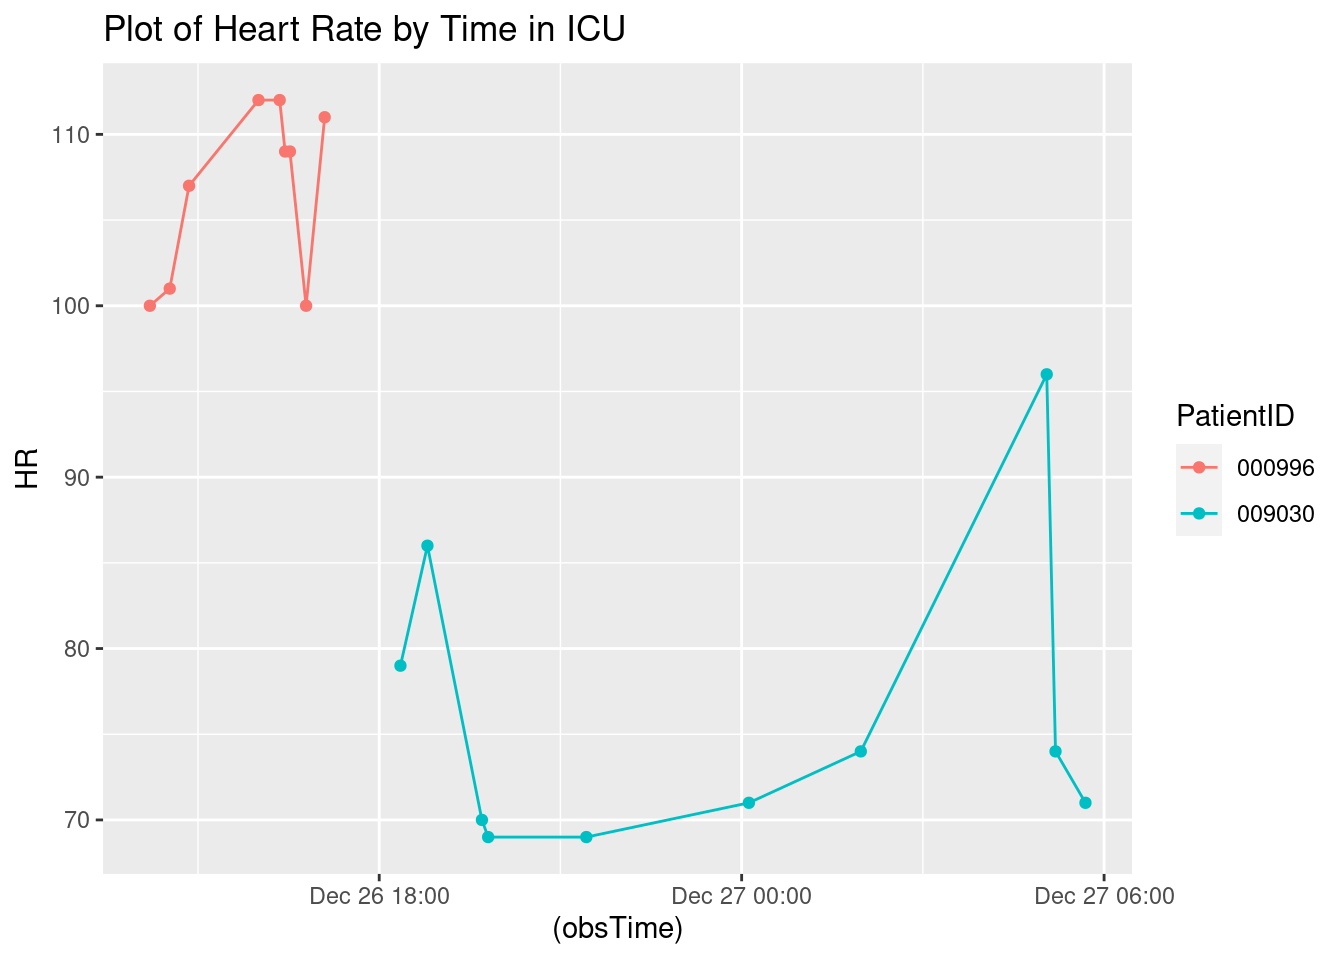 Plot of Heart Rate by Time in ICU
110
100
90
80
70
HR
Dec 26 18:00
Dec 27 00:00
Dec 27 06:00
(obsTime)
PatientID
000996
009030